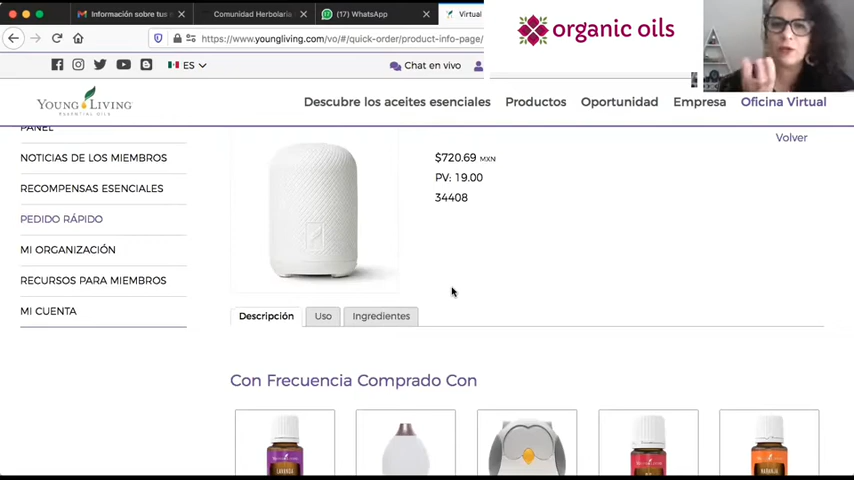 Información sobre tus
Comunidad Herbolaria
(17) WhatsApp
Virtual
https://www.youngliving.com/vo/#/quick-order/product-info-page/
organic oils
ES
Chat en vivo
YOUNG LIVING
ESSENTIAL OILS
Descubre los aceites esenciales
Productos
Oportunidad
Empresa
Oficina Virtual
PANEL
Volver
NOTICIAS DE LOS MIEMBROS
RECOMPENSAS ESENCIALES
PEDIDO RÁPIDO
MI ORGANIZACIÓN
RECURSOS PARA MIEMBROS
MI CUENTA
$720.69 MXN
PV: 19.00
34408
Descripción
Uso
Ingredientes
Con Frecuencia Comprado Con
LAVANDA
NARANJA